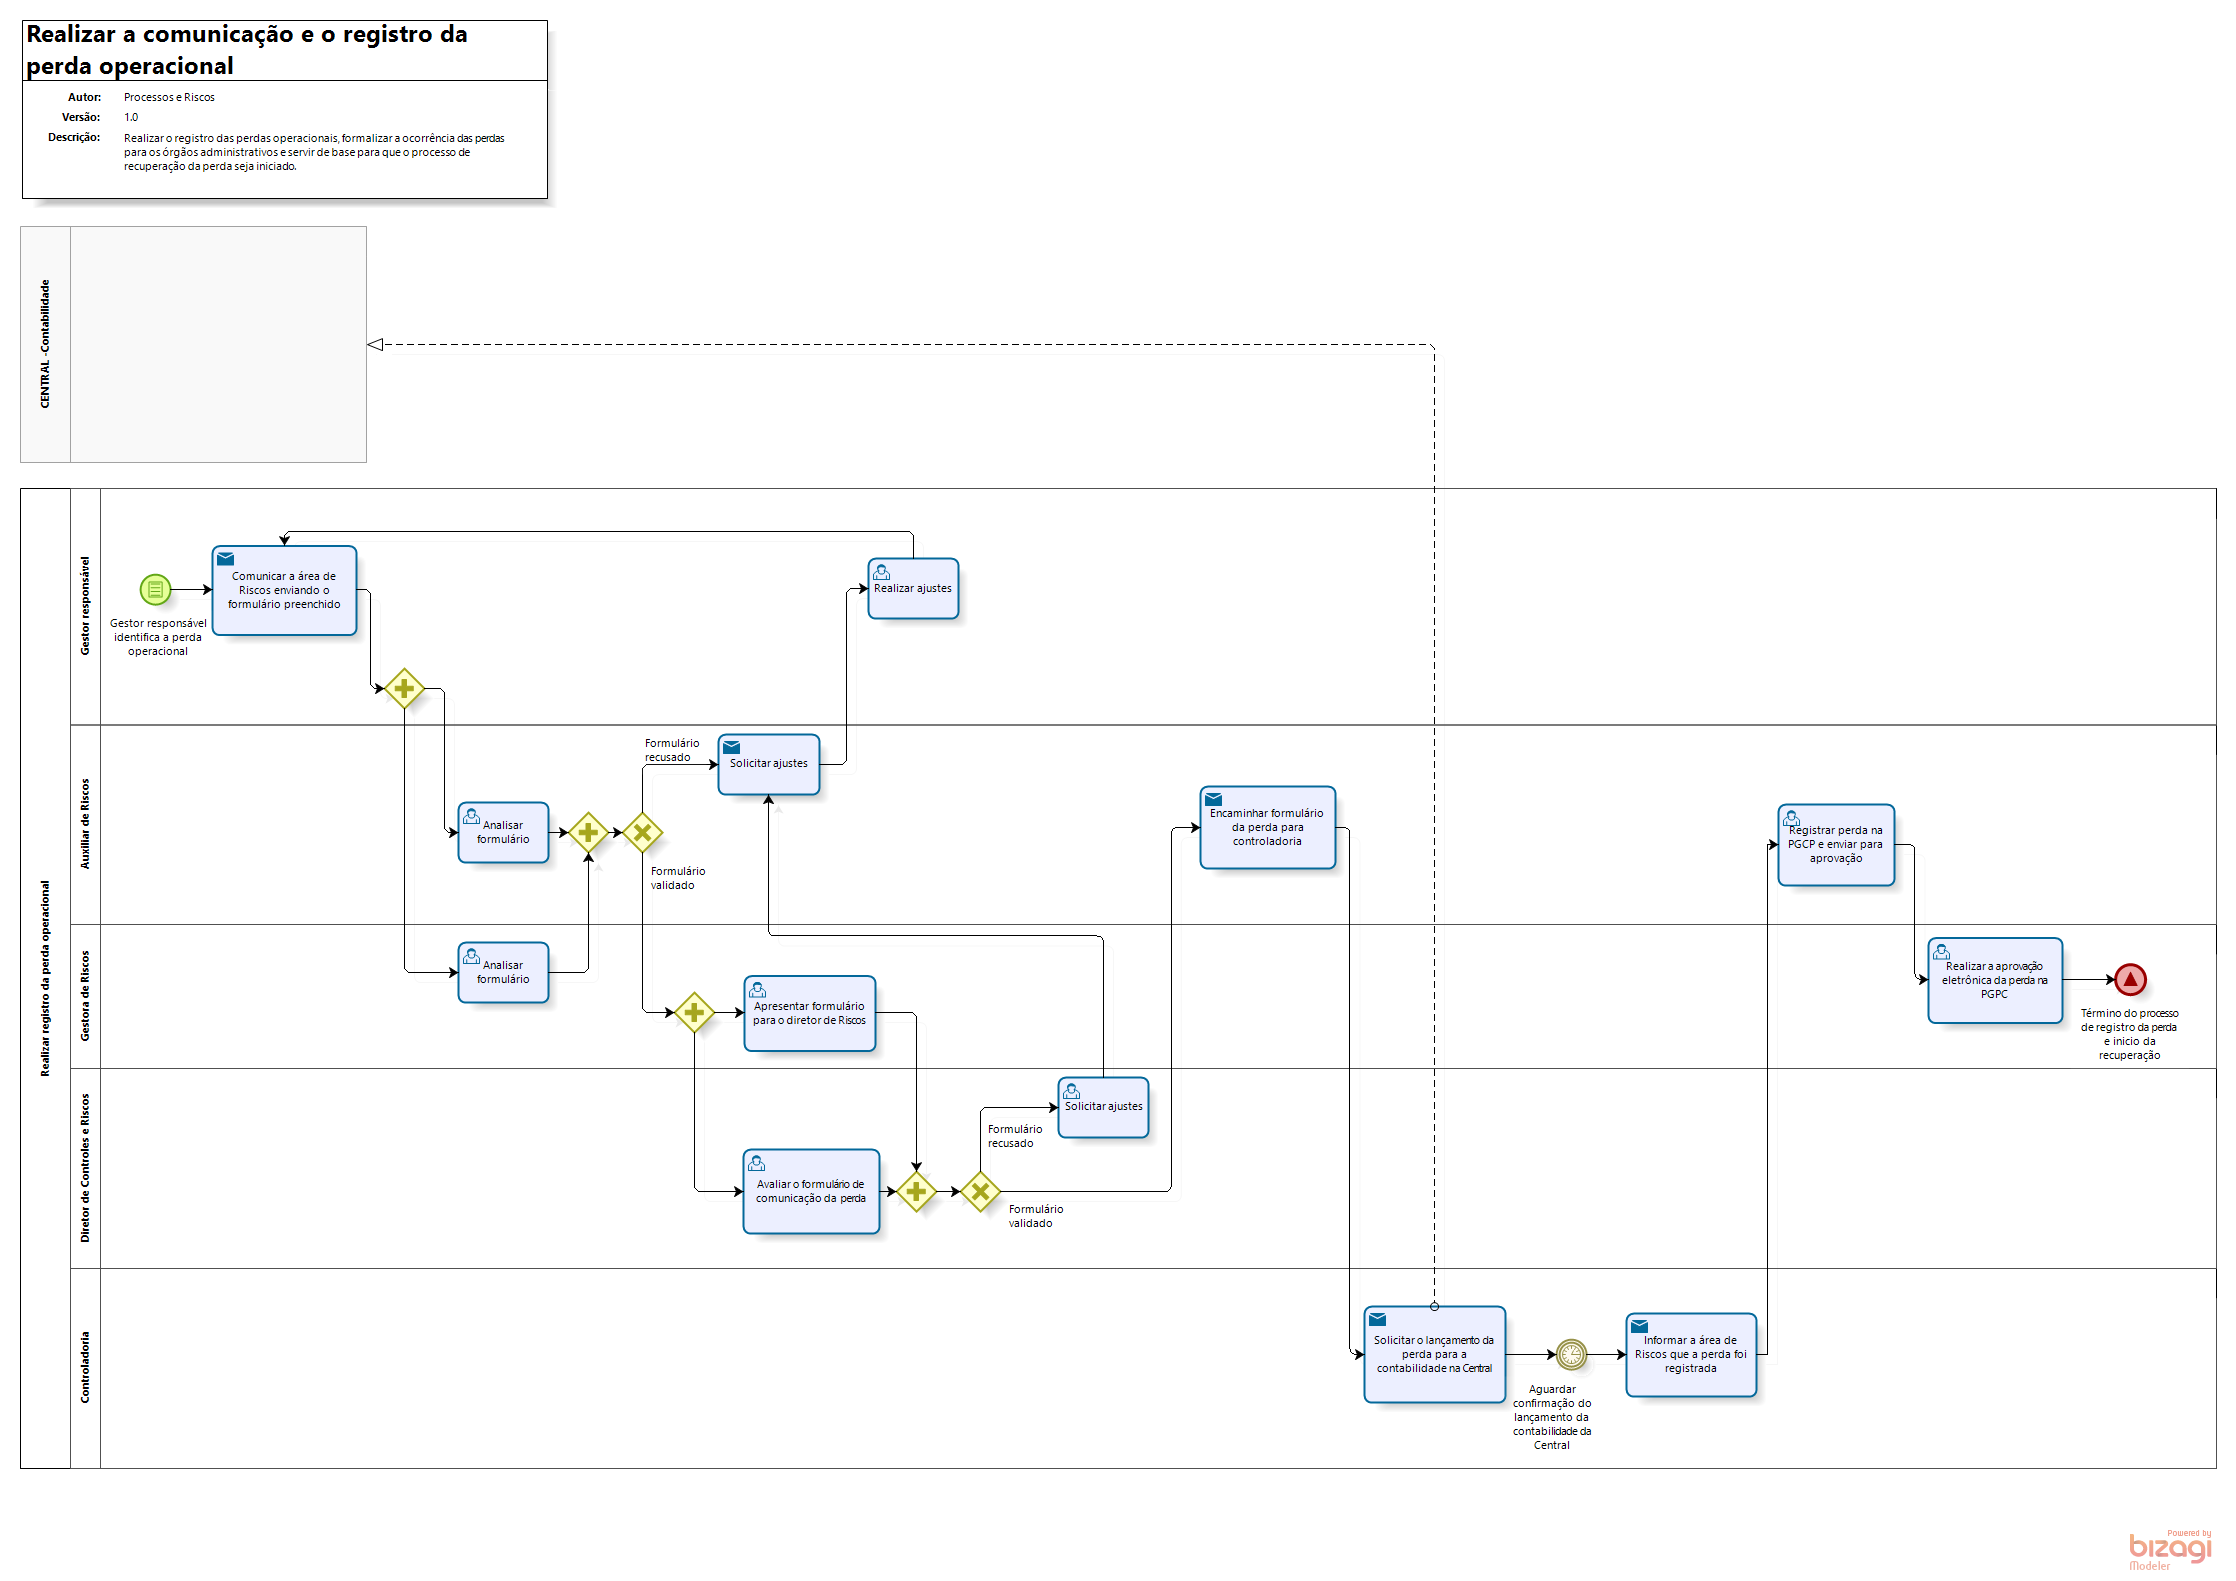 Realizar a comunicação e o registro da
perda operacional
Autor: Processos e Riscos
Versão: 1.0
Descrição: Realizar o registro das perdas operacionais, formalizar a ocorrência das perdas
para os órgãos administrativos e servir de base para que o processo de
recuperação da perda seja iniciado.
CENTRAL -Contabilidade
Realizar registro da perda operacional
Gestor responsável
Gestor responsável
identifica a perda
operacional
Comunicar a área de
Riscos enviando o
formulário preenchido
Realizar ajustes
Auxiliar de Riscos
Analisar
formulário
Formulário
recusado
Formulário
validado
Solicitar ajustes
Encaminhar formulário
da perda para
controladoria
Registrar perda na
PGCP e enviar para
aprovação
Gestora de Riscos
Analisar
formulário
Apresentar formulário
para o diretor de Riscos
Realizar a aprovação
eletrônica da perda na
PGPC
Término do processo
de registro da perda
e inicio da
recuperação
Diretor de Controles e Riscos
Avaliar o formulário de
comunicação da perda
Formulário
recusado
Formulário
validado
Solicitar ajustes
Controladoria
Solicitar o lançamento da
perda para a
contabilidade na Central
Aguardar
confirmação do
lançamento da
contabilidade da
Central
Informar a área de
Riscos que a perda foi
registrada
Powered by
bizagi
Modeler